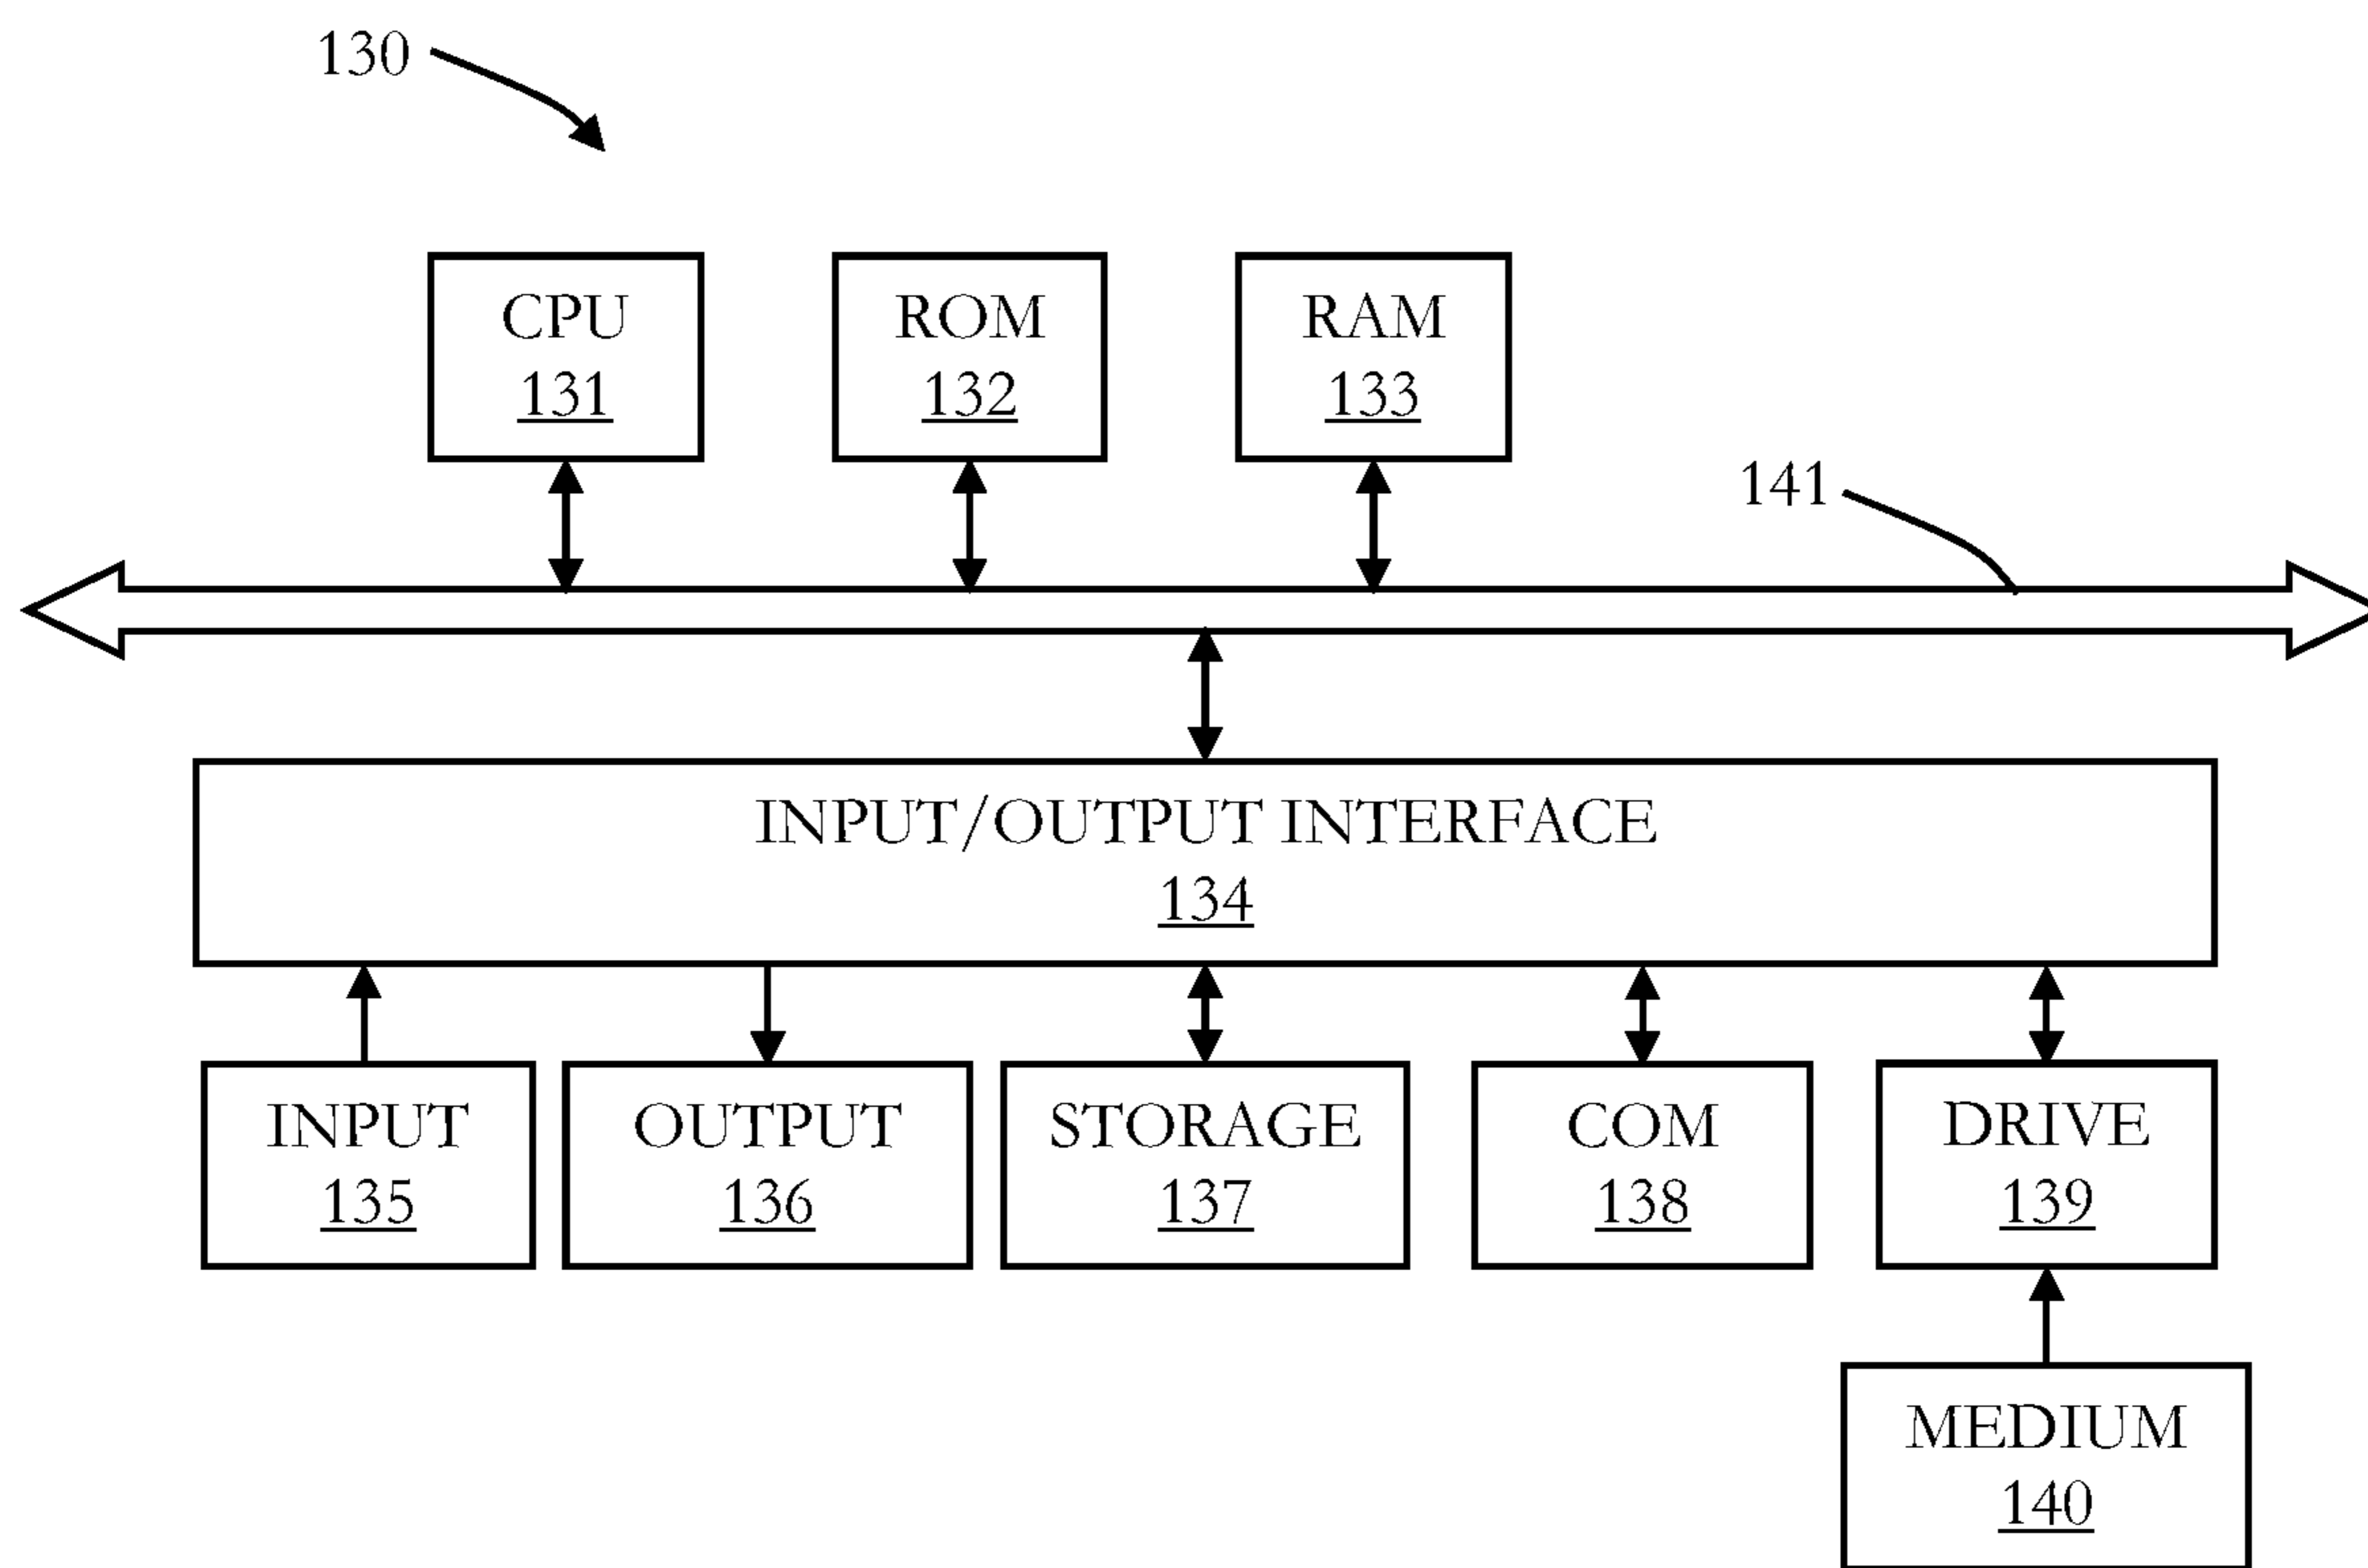 130
CPU
131
ROM
132
RAM
133
141
INPUT/OUTPUT INTERFACE
134
INPUT
135
OUTPUT
136
STORAGE
137
COM
138
DRIVE
139
MEDIUM
140